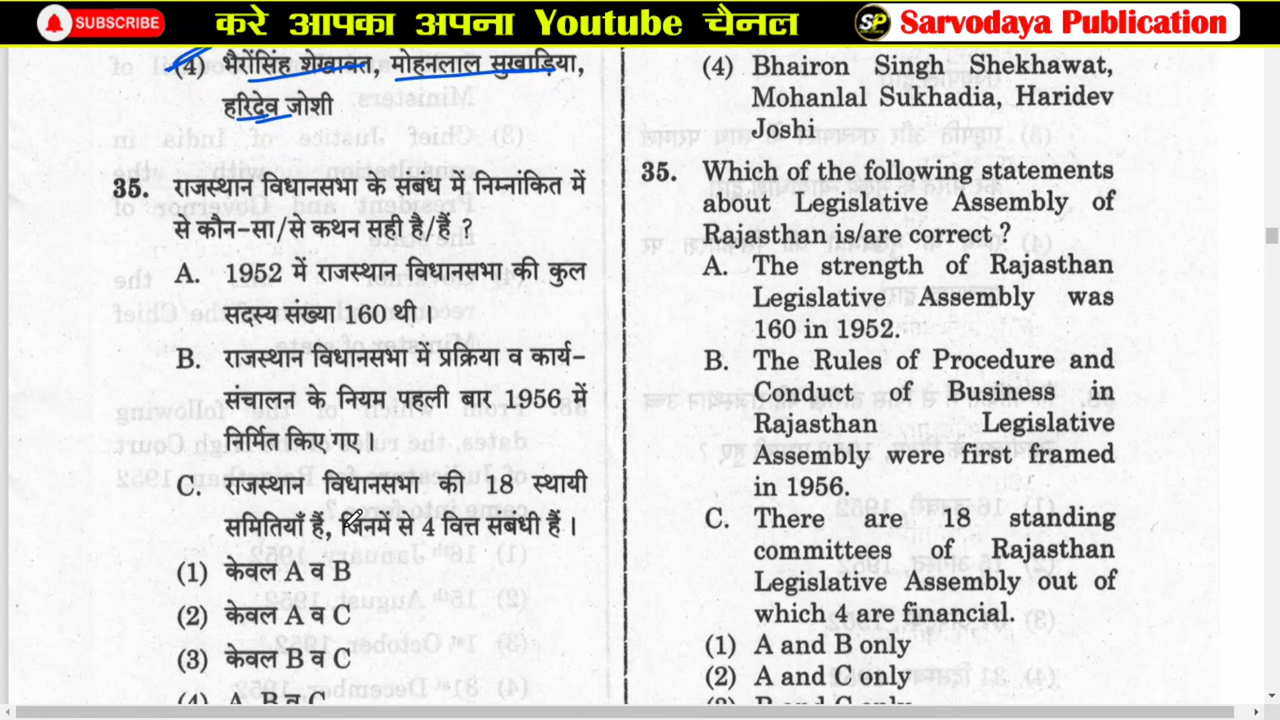 SUBSCRIBE
करे आपका अपना Youtube चैनल
SP
Sarvodaya Publication
(4) भैरोंसिंह शेखावत, मोहनलाल सुखाड़िया,
हरिदेव जोशी
35. राजस्थान विधानसभा के संबंध में निम्नांकित में
से कौन-सा/से कथन सही है/हैं ?
A. 1952 में राजस्थान विधानसभा की कुल
सदस्य संख्या 160 थी ।
B. राजस्थान विधानसभा में प्रक्रिया व कार्य-
संचालन के नियम पहली बार 1956 में
निर्मित किए गए ।
C. राजस्थान विधानसभा की 18 स्थायी
समितियाँ हैं, जिनमें से 4 वित्त संबंधी हैं ।
(1) केवल A व B
(2) केवल A व C
(3) केवल B व C
(4) A, B व C
(4) Bhairon Singh Shekhawat,
Mohanlal Sukhadia, Haridev
Joshi
35. Which of the following statements
about Legislative Assembly of
Rajasthan is/are correct ?
A. The strength of Rajasthan
Legislative Assembly was
160 in 1952.
B. The Rules of Procedure and
Conduct of Business in
Rajasthan Legislative
Assembly were first framed
in 1956.
C. There are 18 standing
committees of Rajasthan
Legislative Assembly out of
which 4 are financial.
(1) A and B only
(2) A and C only
(3) B and C only